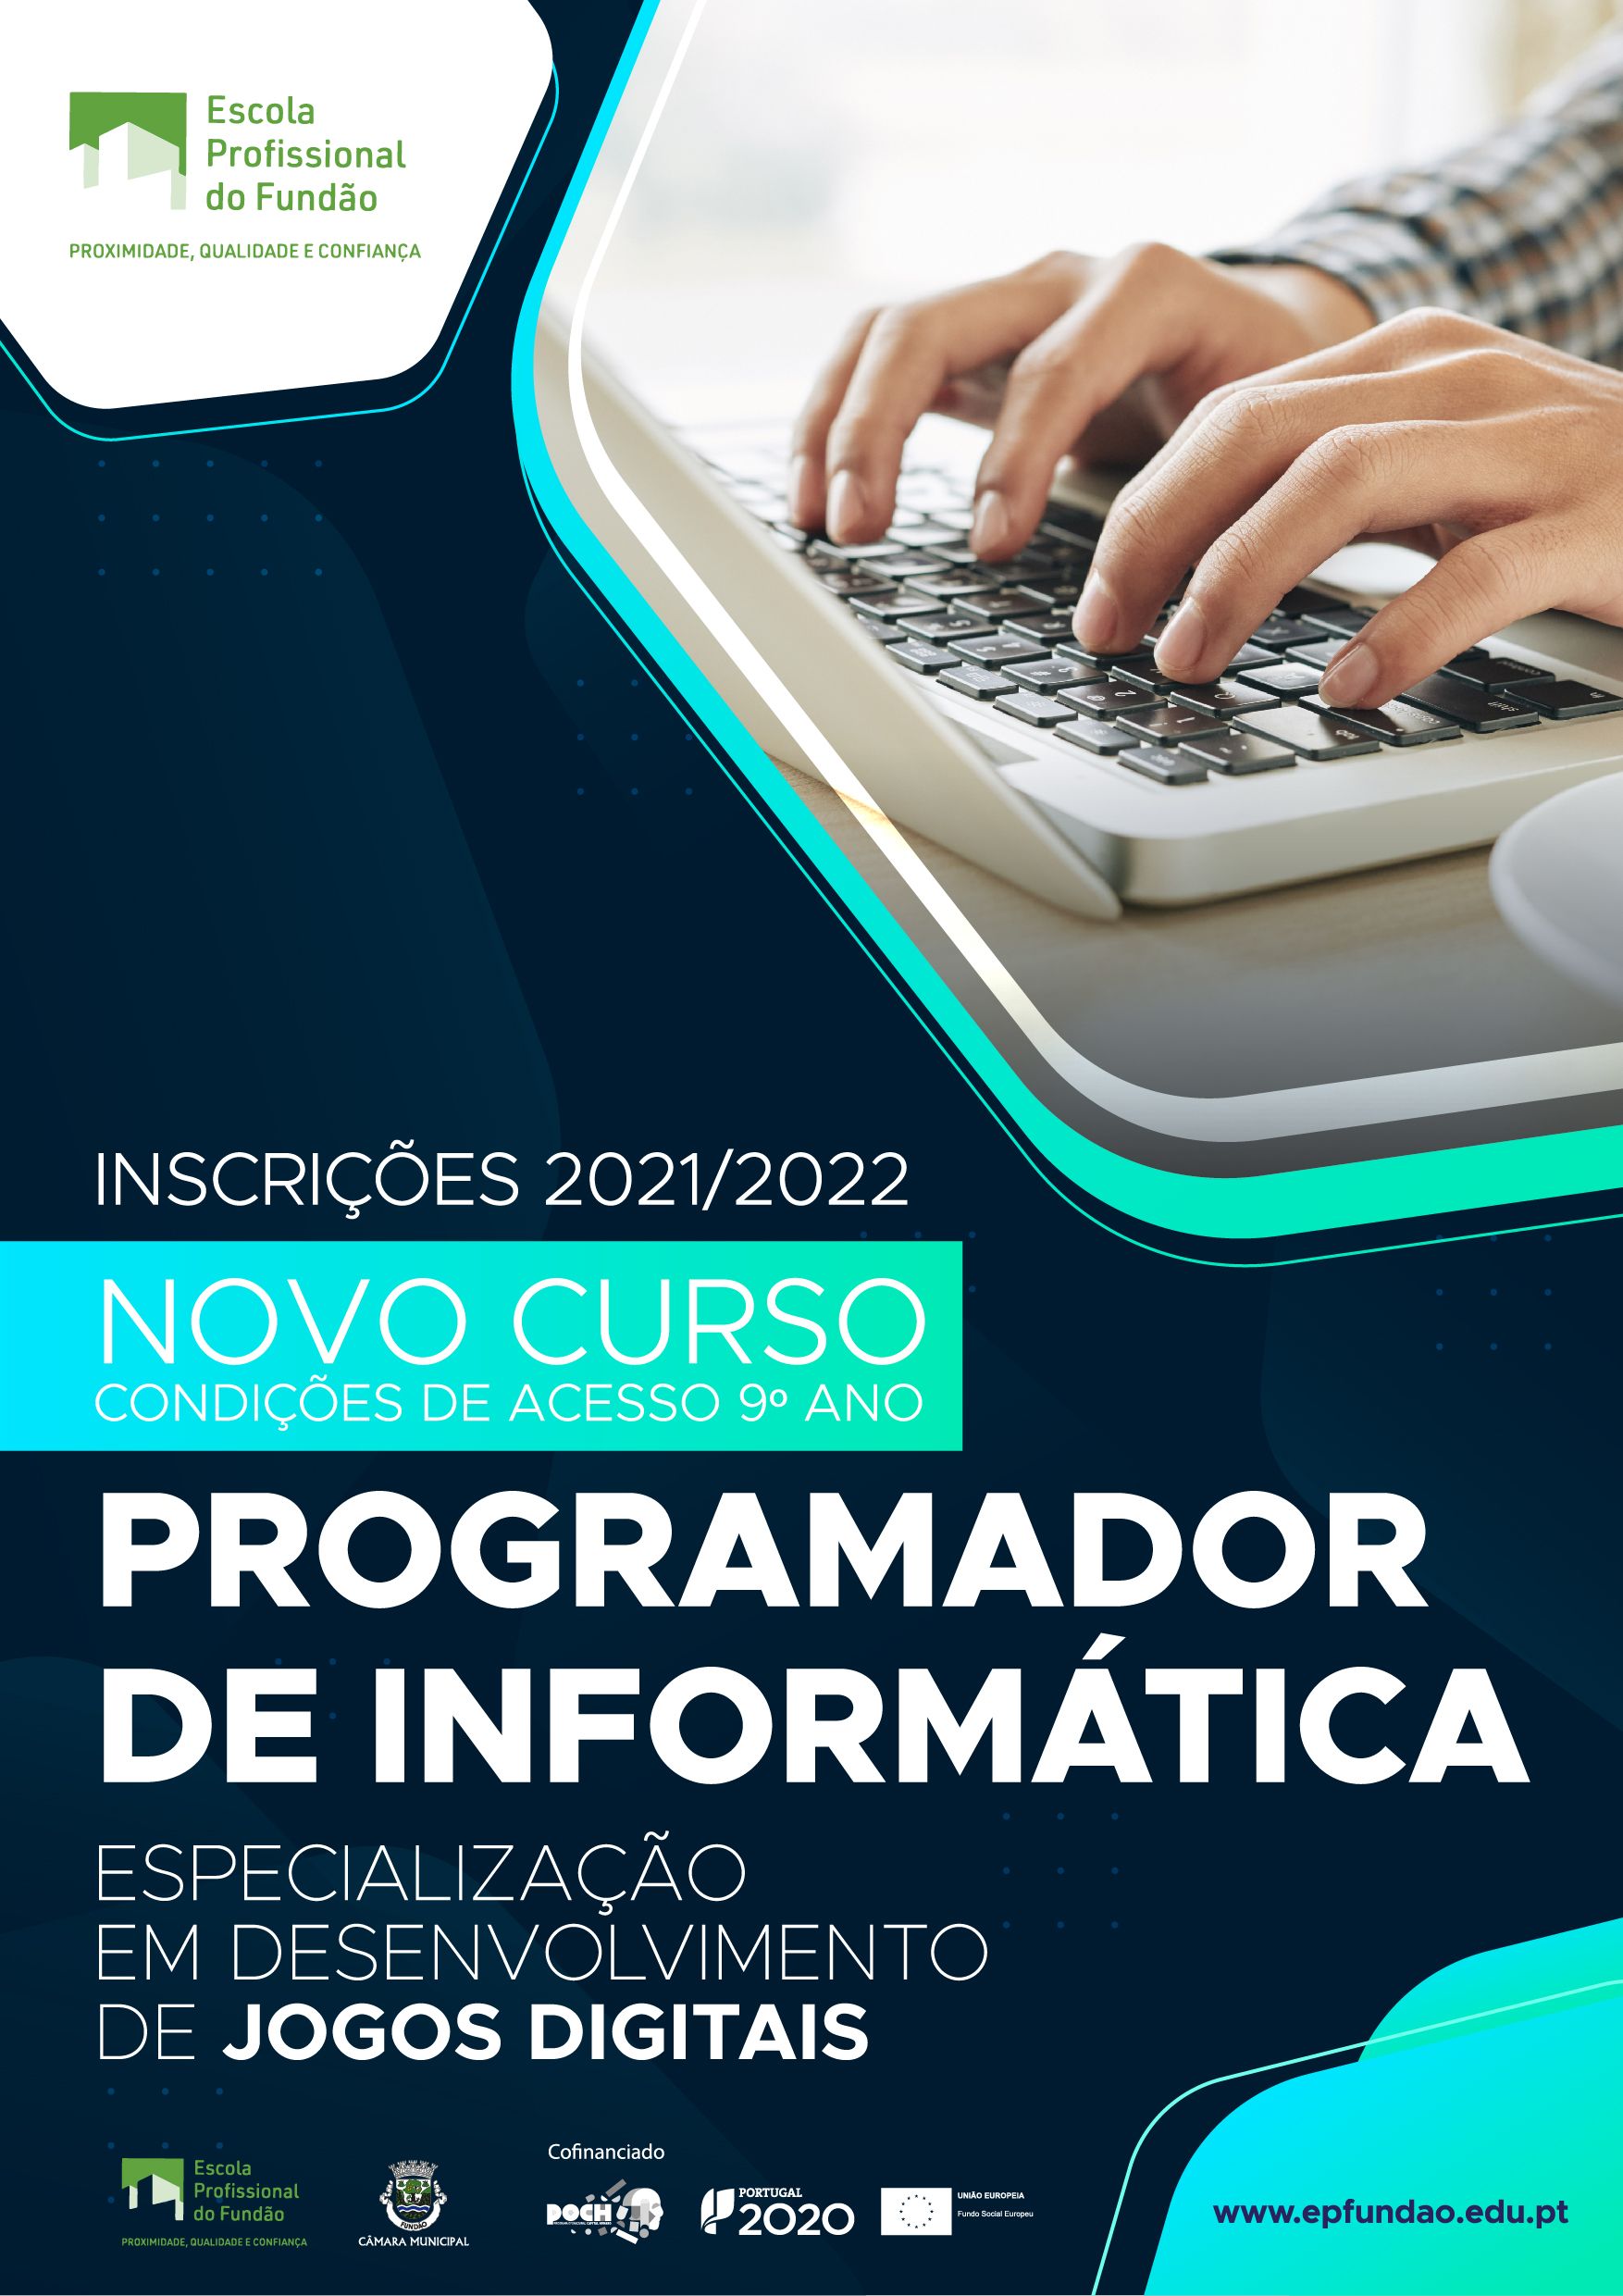 Escola
Profissional
do Fundão
PROXIMIDADE, QUALIDADE E CONFIANÇA
INSCRIÇÕES 2021/2022
NOVO CURSO
CONDIÇÕES DE ACESSO 9º ANO
PROGRAMADOR
DE INFORMÁTICA
ESPECIALIZAÇÃO
EM DESENVOLVIMENTO
DE JOGOS DIGITAIS
Escola
Profissional
do Fundão
PROXIMIDADE, QUALIDADE E CONFIANÇA
FUNDÃO
CÂMARA MUNICIPAL
Cofinanciado
POCH
PORTUGAL
2020
UNIÃO EUROPEIA
Fundo Social Europeu
www.epfundao.edu.pt